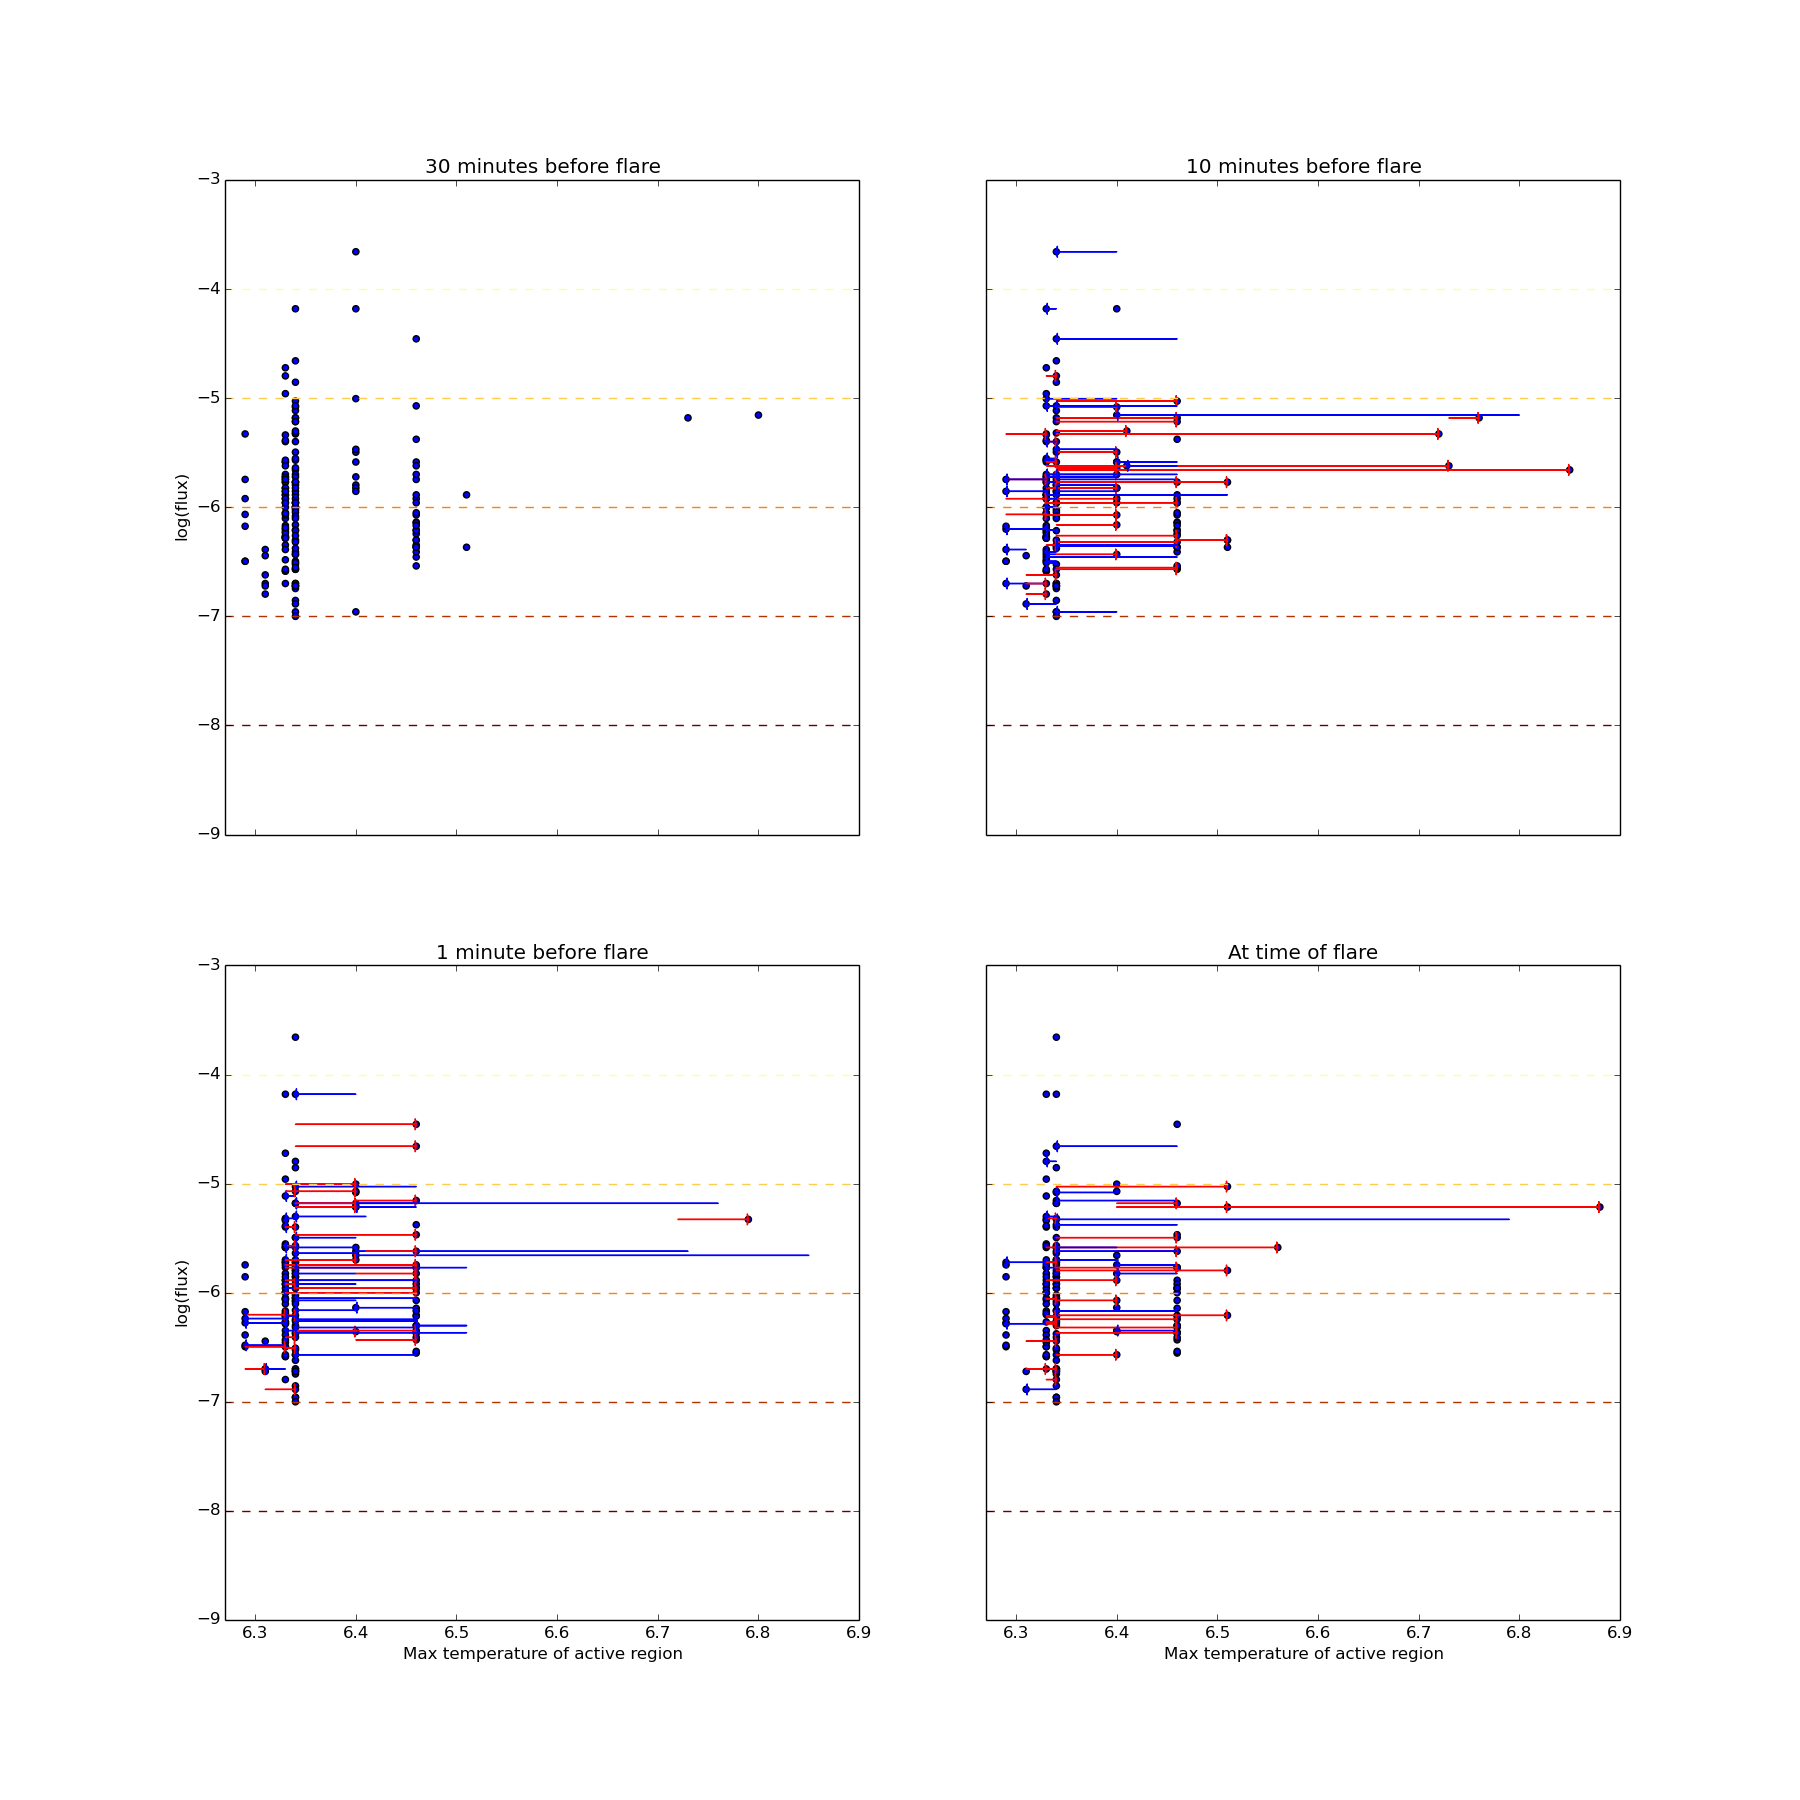 30 minutes before flare
10 minutes before flare
−3
−4
−5
−6
−7
−8
−9
log(flux)
1 minute before flare
At time of flare
−3
−4
−5
−6
−7
−8
−9
log(flux)
6.3 6.4 6.5 6.6 6.7 6.8 6.9
6.3 6.4 6.5 6.6 6.7 6.8 6.9
Max temperature of active region
Max temperature of active region